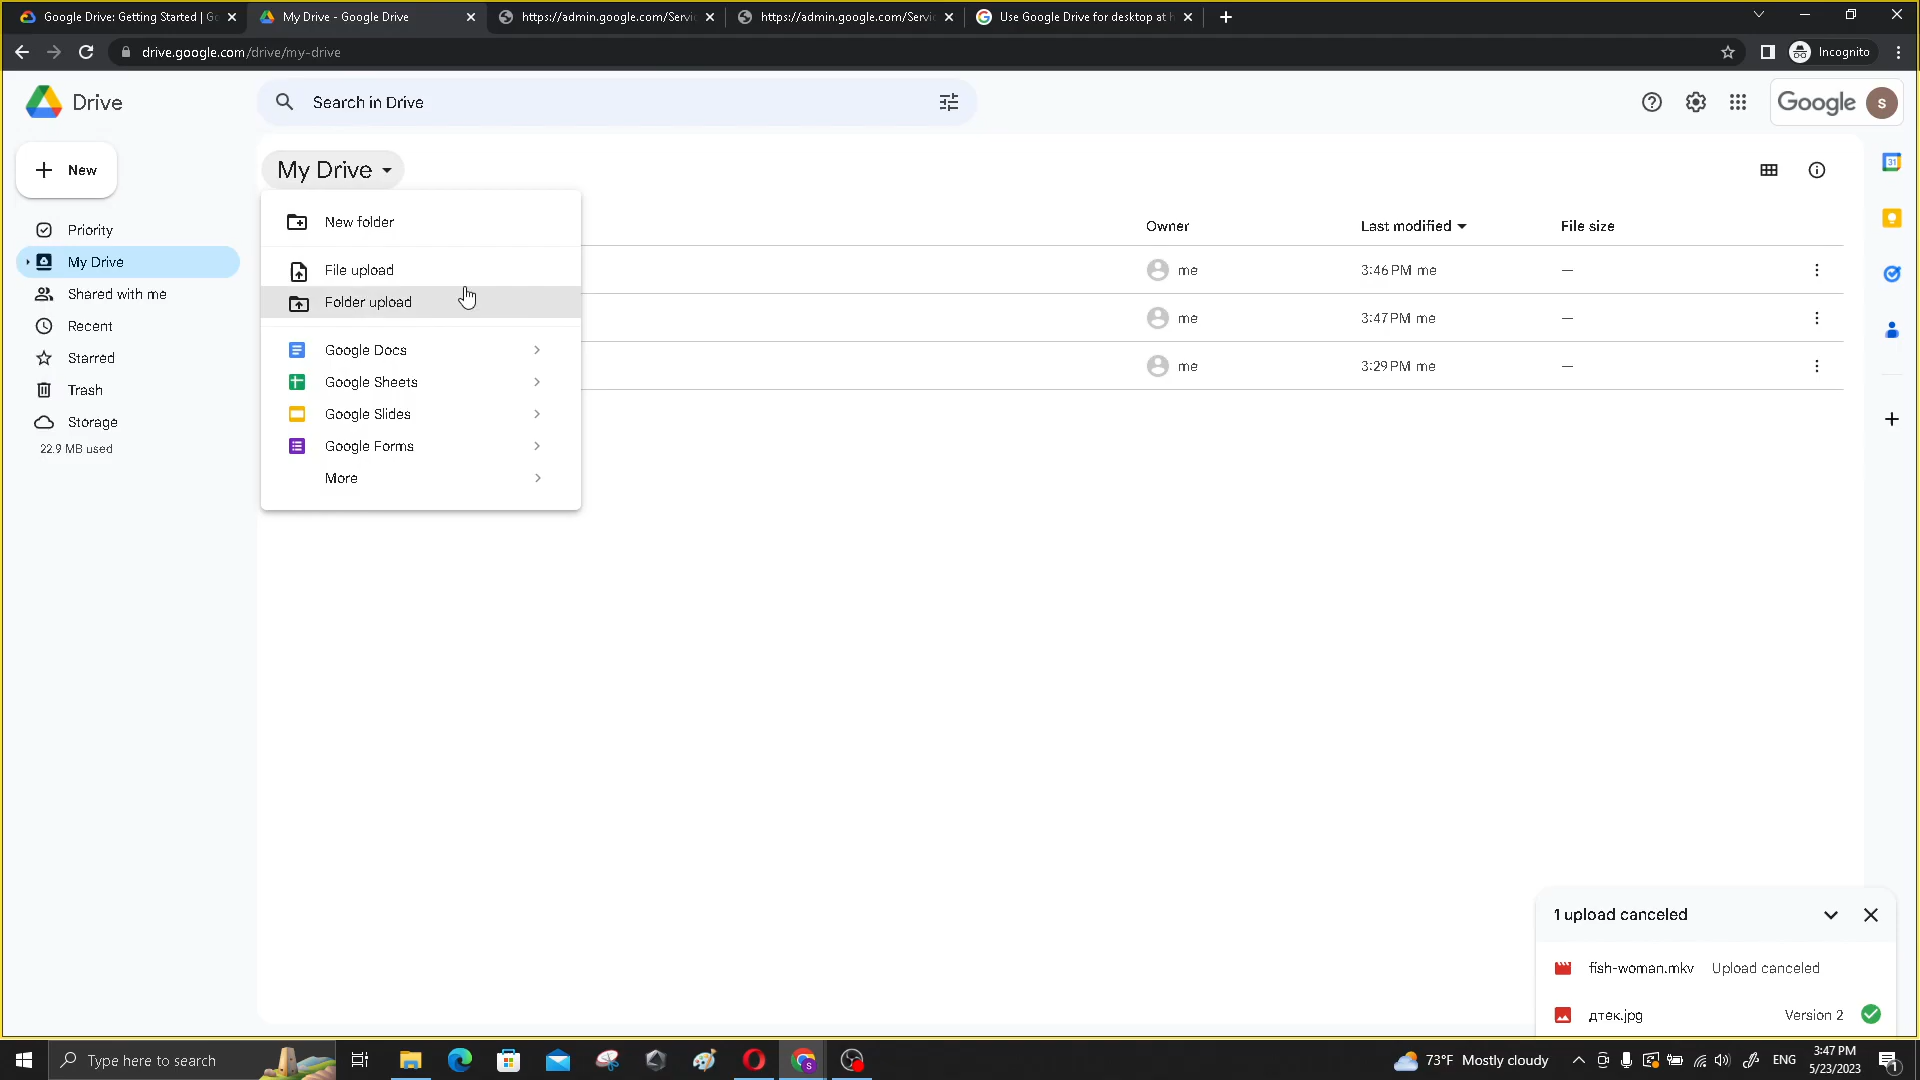 Google Drive: Getting Started | Go
My Drive - Google Drive
https://admin.google.com/Servi
https://admin.google.com/Servi
Use Google Drive for desktop at h
drive.google.com/drive/my-drive
Incognito
Drive
Search in Drive
Google
s
New
My Drive
31
Priority
My Drive
Shared with me
Recent
Starred
Trash
Storage
22.9 MB used
New folder
File upload
Folder upload
Google Docs
Google Sheets
Google Slides
Google Forms
More
Owner
Last modified
File size
me
3:46 PM me
—
me
3:47 PM me
—
me
3:29 PM me
—
1 upload canceled
fish-woman.mkv
Upload canceled
дтек.jpg
Version 2
Type here to search
73°F Mostly cloudy
ENG
3:47 PM
5/23/2023
1